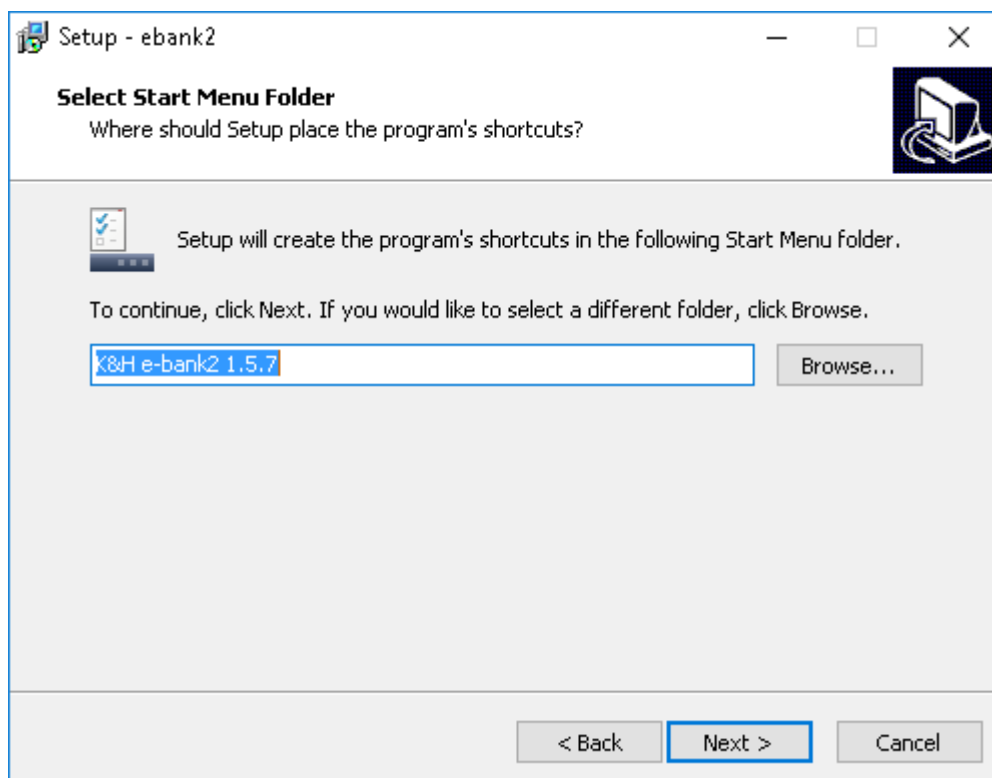 Setup - ebank2
Select Start Menu Folder
Where should Setup place the program's shortcuts?
Setup will create the program's shortcuts in the following Start Menu folder.
To continue, click Next. If you would like to select a different folder, click Browse.
K&H e-bank2 1.5.7
Browse...
< Back
Next >
Cancel